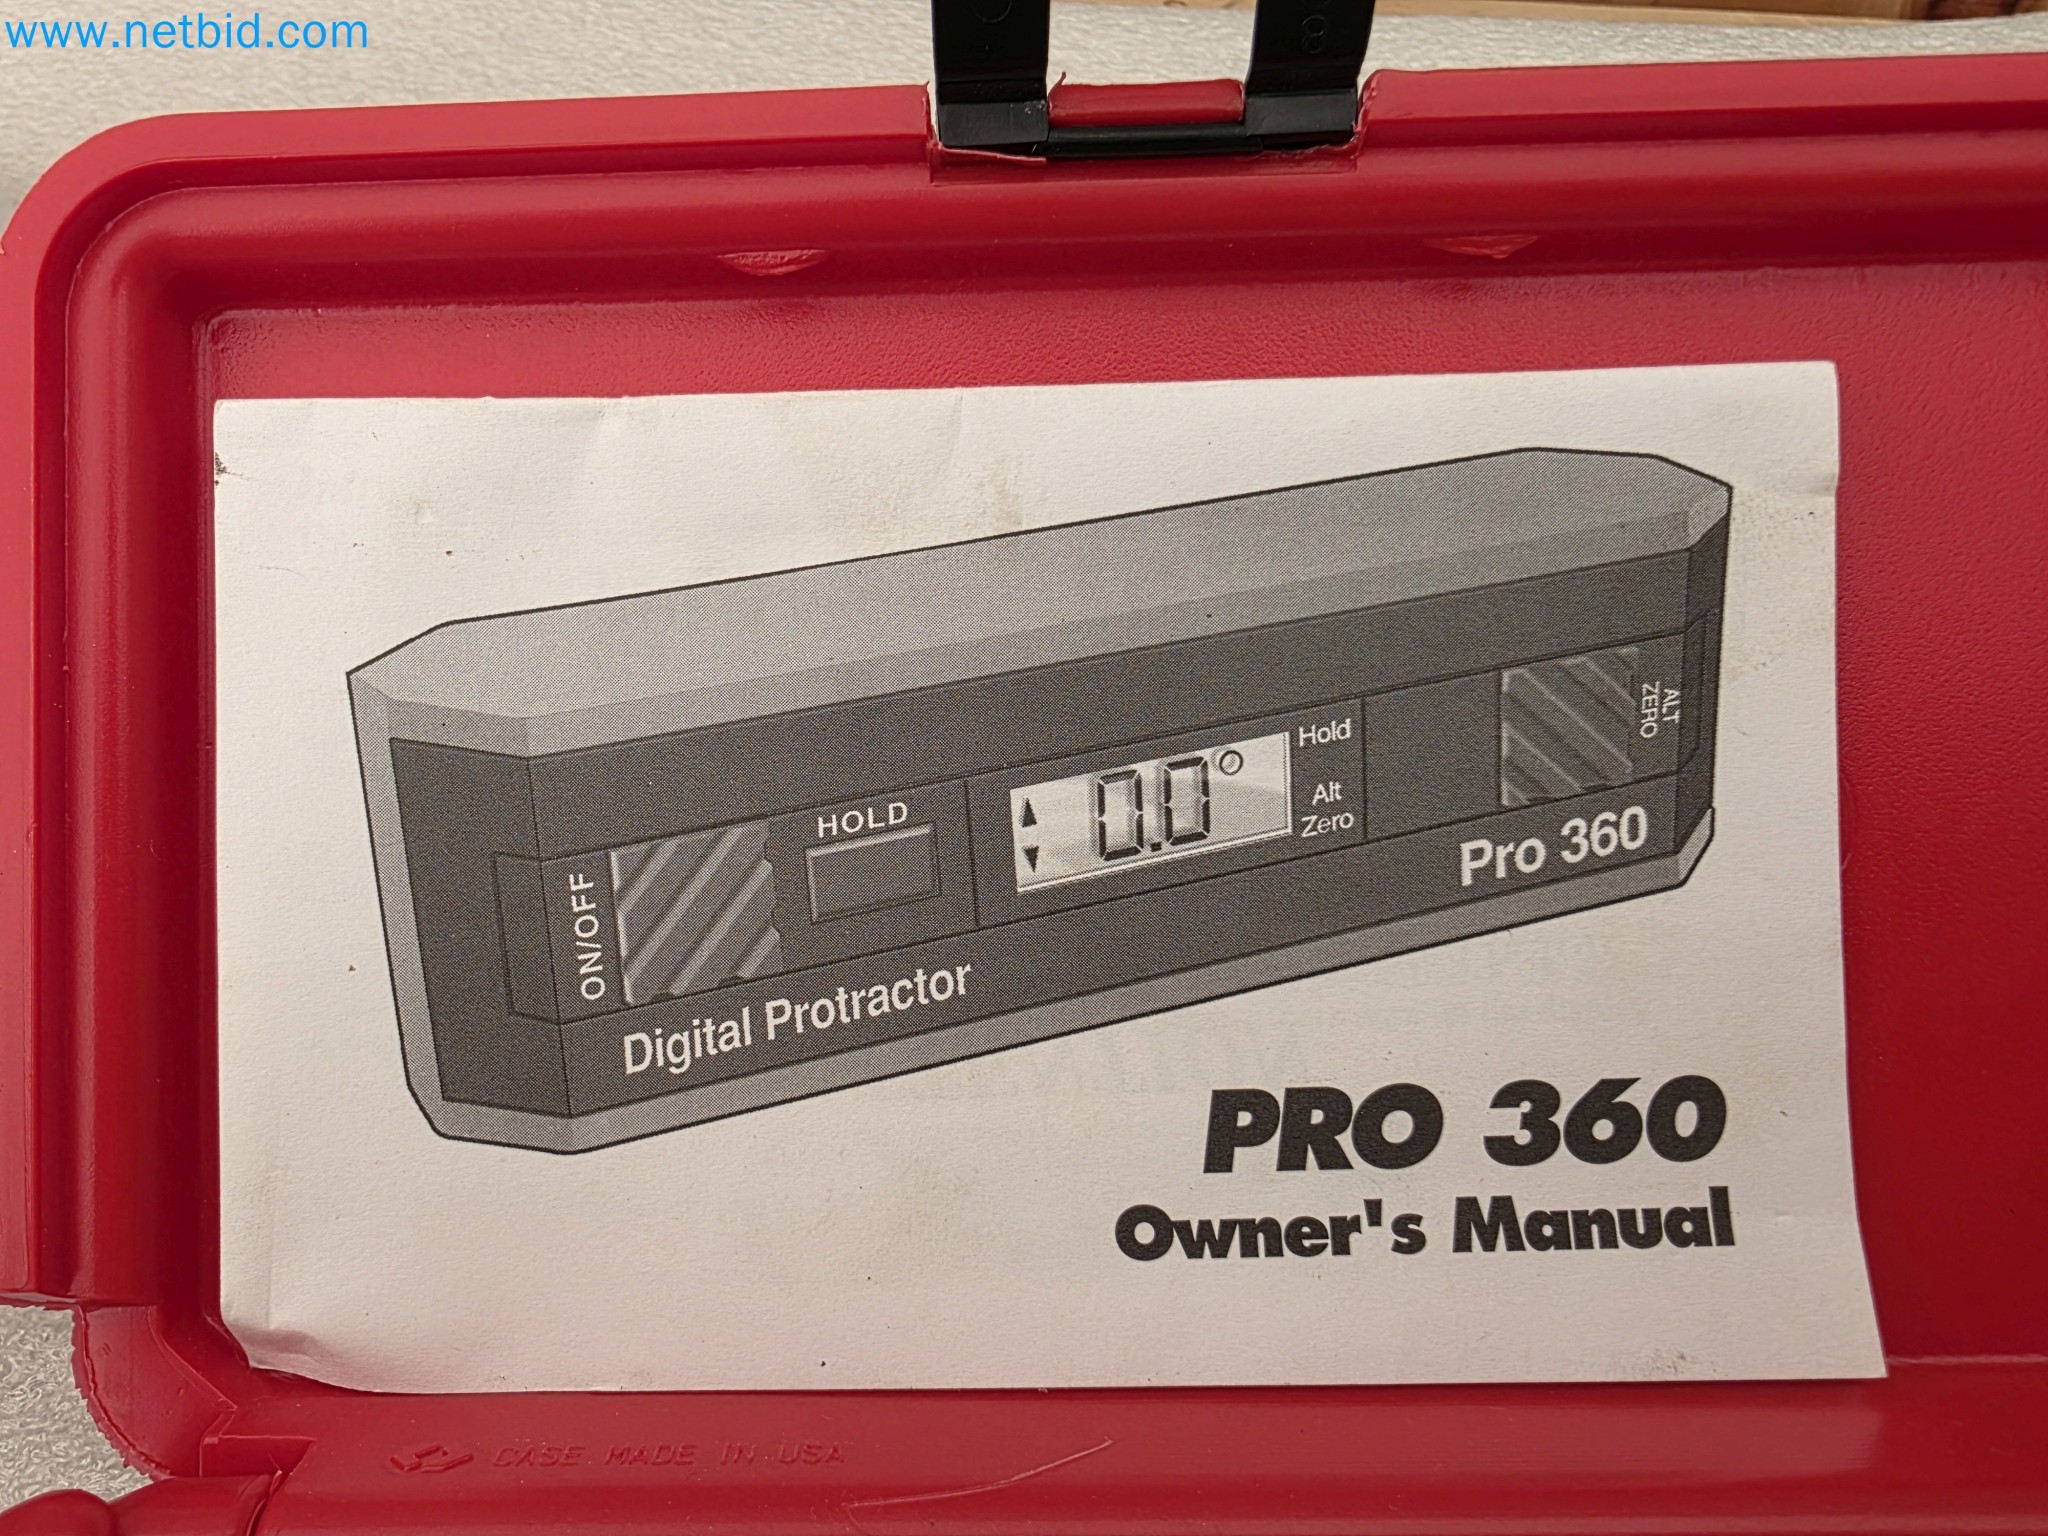 www.netbid.com
Hold
ALT
ZERO
HOLD
0.0°
Alt
Zero
ON/OFF
Pro 360
Digital Protractor
PRO 360
Owner's Manual
CASE MADE IN USA